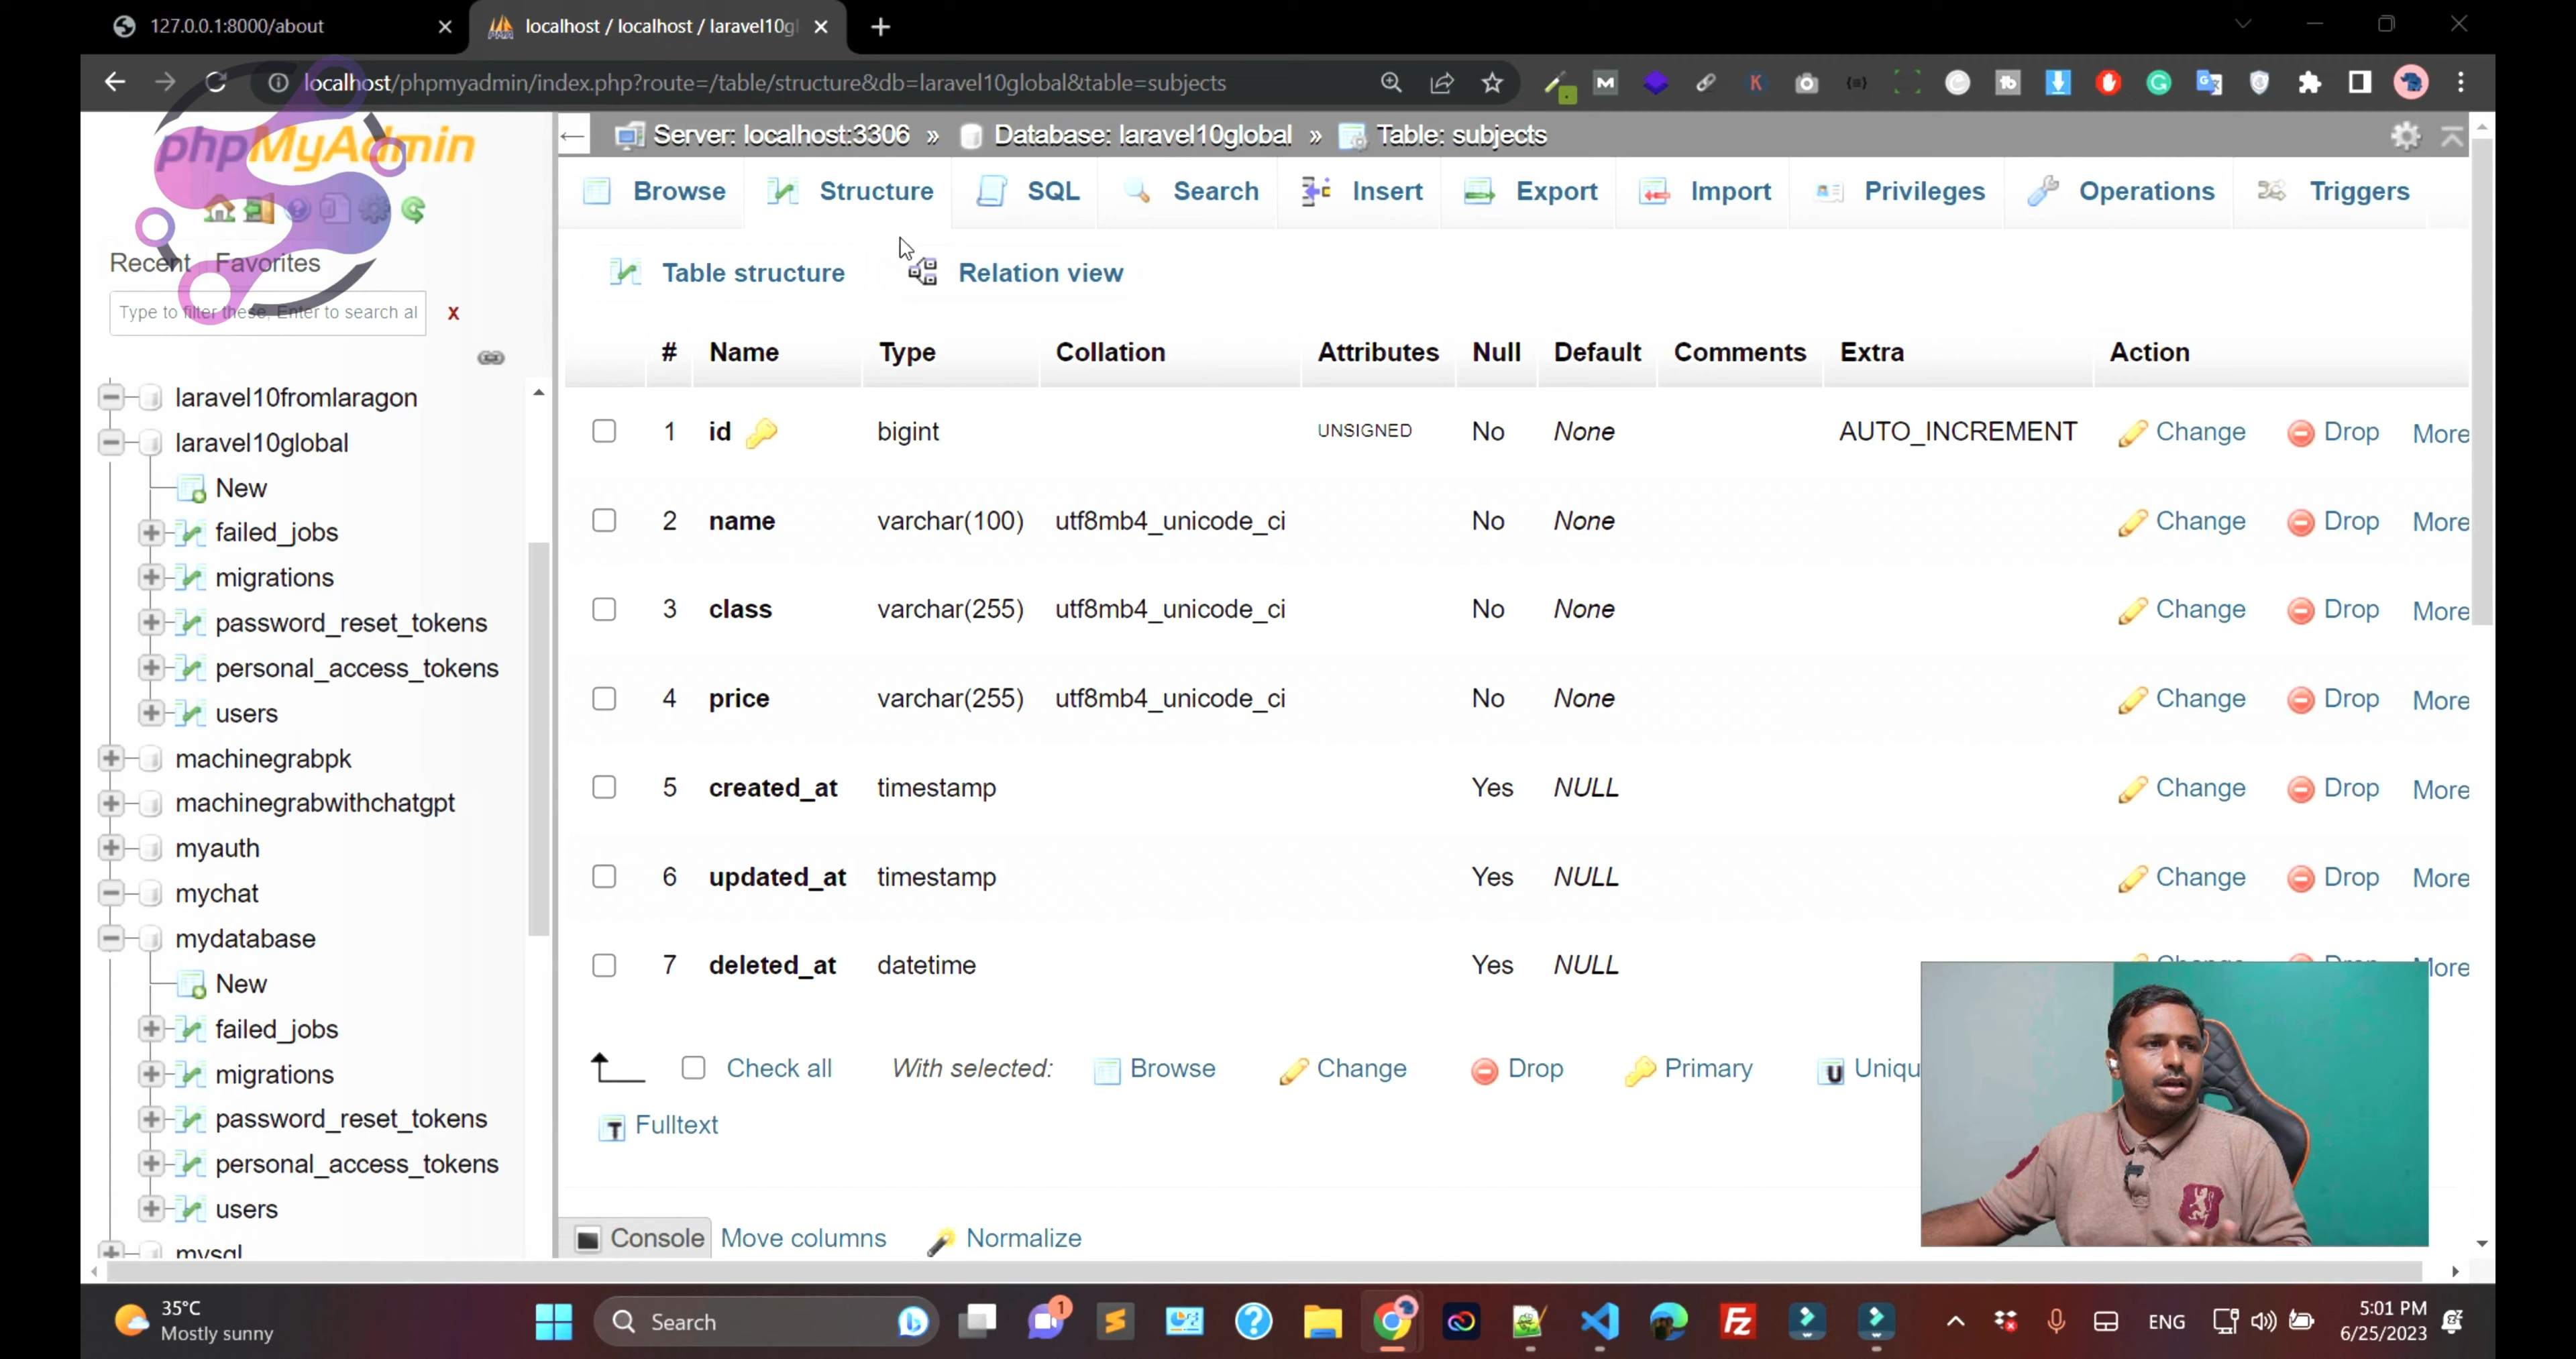 127.0.0.1:8000/about
localhost / localhost / laravel10gl
localhost/phpmyadmin/index.php?route=/table/structure&db=laravel10global&table=subjects
phpMyAdmin
Recent Favorites
Type to filter these, Enter to search al X
laravel10fromlaragon
laravel10global
New
failed_jobs
migrations
password_reset_tokens
personal_access_tokens
users
machinegrabpk
machinegrabwithchatgpt
myauth
mychat
mydatabase
New
failed_jobs
migrations
password_reset_tokens
personal_access_tokens
users
mysql
Server: localhost:3306 » Database: laravel10global » Table: subjects
Browse Structure SQL Search Insert Export Import Privileges Operations Triggers
Table structure Relation view
# Name Type Collation Attributes Null Default Comments Extra Action
1 id bigint UNSIGNED No None AUTO_INCREMENT Change Drop More
2 name varchar(100) utf8mb4_unicode_ci No None Change Drop More
3 class varchar(255) utf8mb4_unicode_ci No None Change Drop More
4 price varchar(255) utf8mb4_unicode_ci No None Change Drop More
5 created_at timestamp Yes NULL Change Drop More
6 updated_at timestamp Yes NULL Change Drop More
7 deleted_at datetime Yes NULL Change Drop More
Check all With selected: Browse Change Drop Primary Uniqu
Fulltext
Console Move columns Normalize
35°C
Mostly sunny
Search
1
ENG
5:01 PM
6/25/2023